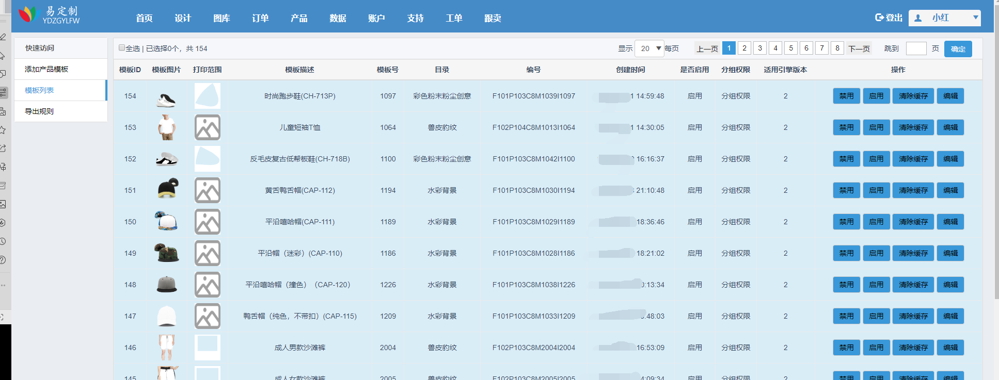 易定制
YDZGYLFW
首页 设计 图库 订单 产品 数据 账户 支持 工单 跟卖
登出 小红
快速访问
添加产品模板
模板列表
导出规则
全选 | 已选择0个，共 154
显示 20 每页 上一页 1 2 3 4 5 6 7 8 下一页 跳到 页 确定
模板ID 模板图片 打印范围 模板描述 模板号 目录 编号 创建时间 是否启用 分组权限 适用引擎版本 操作
154 时尚跑步鞋(CH-713P) 1097 彩色粉末粉尘创意 F101P103C8M1039I1097 1 14:59:48 启用 分组权限 2 禁用 启用 清除缓存 编辑
153 儿童短袖T恤 1064 兽皮豹纹 F102P104C8M1013I1064 1 14:30:05 启用 分组权限 2 禁用 启用 清除缓存 编辑
152 反毛皮复古低帮板鞋(CH-718B) 1100 彩色粉末粉尘创意 F101P103C8M1042I1100 16:16:37 启用 分组权限 2 禁用 启用 清除缓存 编辑
151 黄舌鸭舌帽(CAP-112) 1194 水彩背景 F101P103C8M1030I1194 21:10:48 启用 分组权限 2 禁用 启用 清除缓存 编辑
150 平沿嘻哈帽(CAP-111) 1189 水彩背景 F101P103C8M1029I1189 18:36:46 启用 分组权限 2 禁用 启用 清除缓存 编辑
149 平沿帽（迷彩）(CAP-110) 1186 水彩背景 F101P103C8M1028I1186 18:21:02 启用 分组权限 2 禁用 启用 清除缓存 编辑
148 平沿嘻哈帽（撞色）（CAP-120） 1226 水彩背景 F101P103C8M1038I1226 0:13:34 启用 分组权限 2 禁用 启用 清除缓存 编辑
147 鸭舌帽（纯色，不带扣）(CAP-115) 1209 水彩背景 F101P103C8M1033I1209 :48:03 启用 分组权限 2 禁用 启用 清除缓存 编辑
146 成人男款沙滩裤 2004 兽皮豹纹 F102P103C8M2004I2004 16:53:09 启用 分组权限 2 禁用 启用 清除缓存 编辑
145 成人女款沙滩裤 2005 兽皮豹纹 F102P103C8M2005I2005 4:09:34 启用 分组权限 2 禁用 启用 清除缓存 编辑